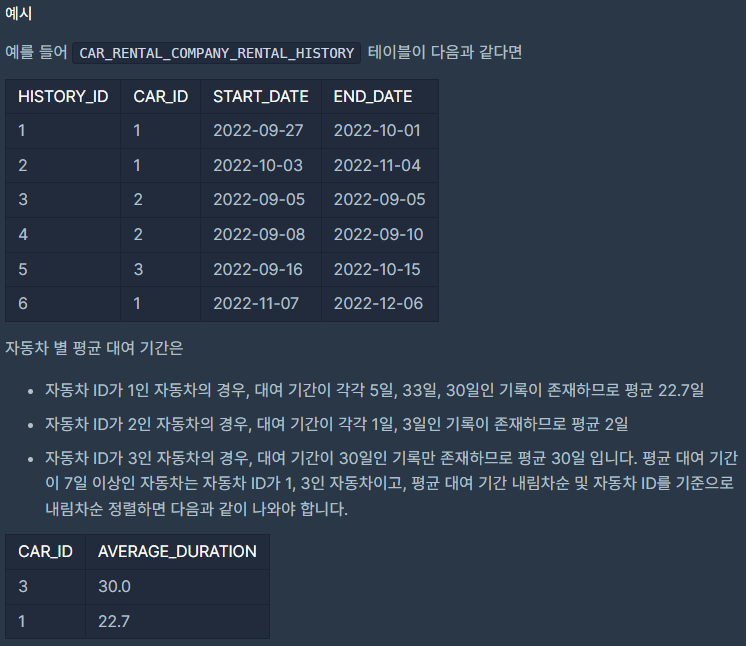 예시
예를 들어 CAR_RENTAL_COMPANY_RENTAL_HISTORY 테이블이 다음과 같다면
HISTORY_ID CAR_ID START_DATE END_DATE
1 1 2022-09-27 2022-10-01
2 1 2022-10-03 2022-11-04
3 2 2022-09-05 2022-09-05
4 2 2022-09-08 2022-09-10
5 3 2022-09-16 2022-10-15
6 1 2022-11-07 2022-12-06
자동차 별 평균 대여 기간은
• 자동차 ID가 1인 자동차의 경우, 대여 기간이 각각 5일, 33일, 30일인 기록이 존재하므로 평균 22.7일
• 자동차 ID가 2인 자동차의 경우, 대여 기간이 각각 1일, 3일인 기록이 존재하므로 평균 2일
• 자동차 ID가 3인 자동차의 경우, 대여 기간이 30일인 기록만 존재하므로 평균 30일 입니다. 평균 대여 기간
이 7일 이상인 자동차는 자동차 ID가 1, 3인 자동차이고, 평균 대여 기간 내림차순 및 자동차 ID를 기준으로
내림차순 정렬하면 다음과 같이 나와야 합니다.
CAR_ID AVERAGE_DURATION
3 30.0
1 22.7